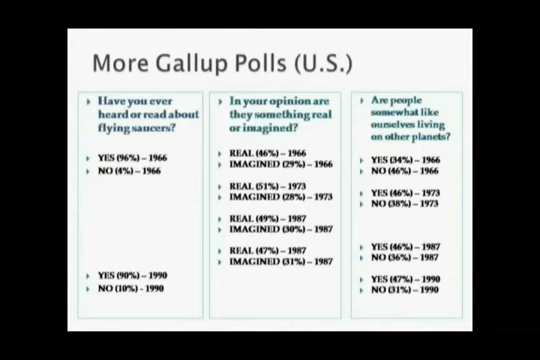 More Gallup Polls (U.S.)
Have you ever
heard or read about
flying saucers?
YES (96%) – 1966
NO (4%) – 1966
YES (90%) – 1990
NO (10%) - 1990
In your opinion are
they something real
or imagined?
REAL (46%) – 1966
IMAGINED (29%) – 1966
REAL (51%) – 1973
IMAGINED (28%) – 1973
REAL (49%) – 1987
IMAGINED (30%) – 1987
REAL (47%) – 1987
IMAGINED (31%) – 1987
Are people
somewhat like
ourselves living
on other planets?
YES (34%) – 1966
NO (46%) – 1966
YES (46%) – 1973
NO (38%) – 1973
YES (46%) – 1987
NO (36%) – 1987
YES (47%) – 1990
NO (31%) – 1990